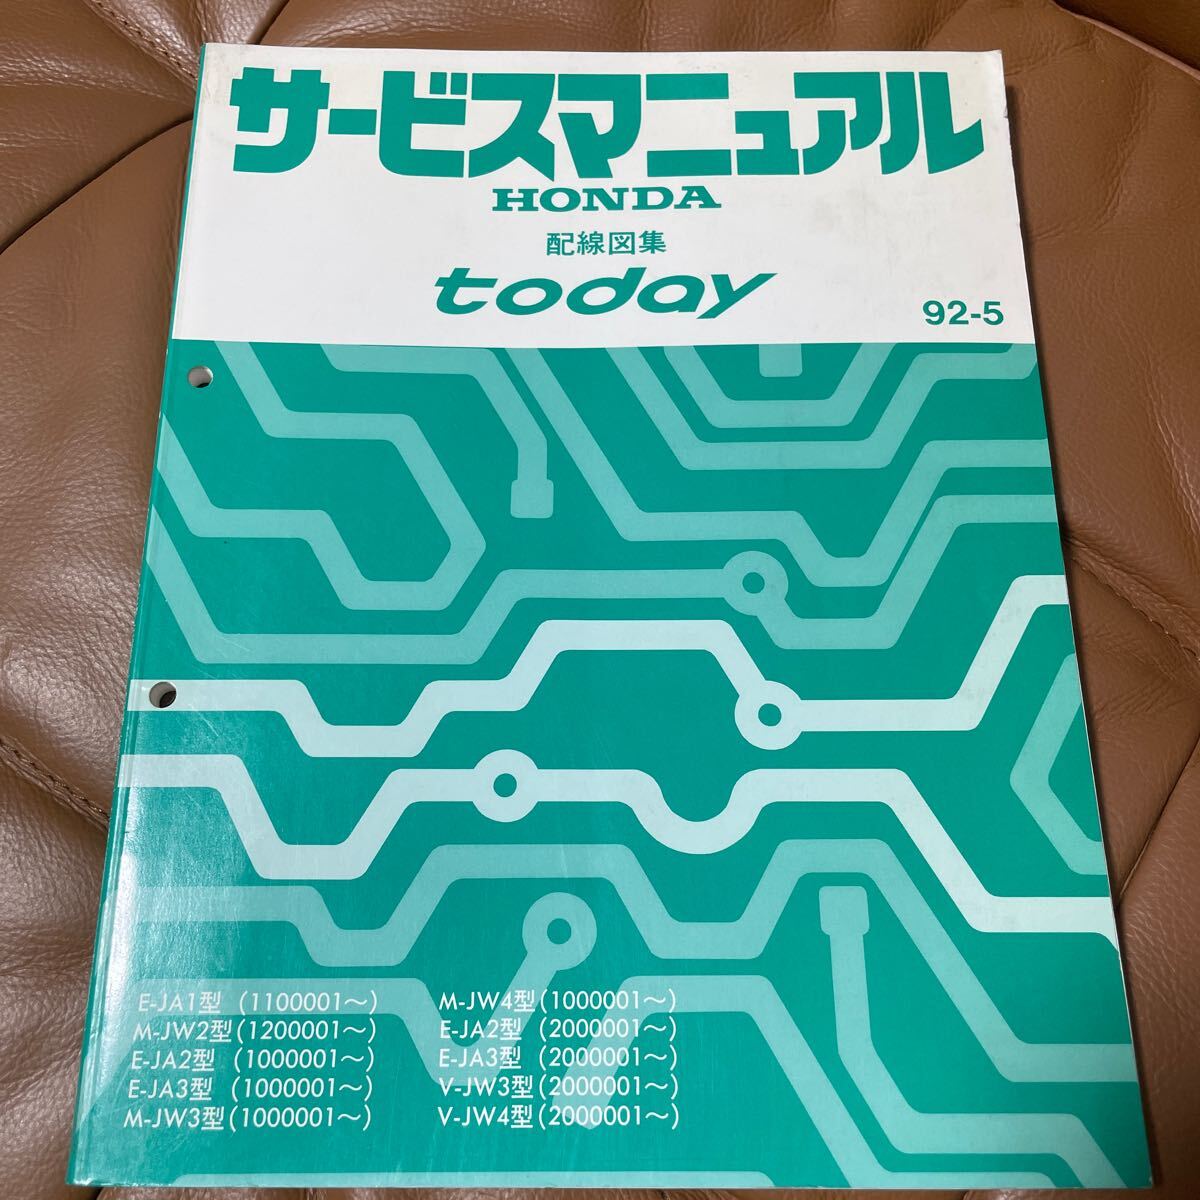 サービスマニュアル
HONDA
配線図集
today
92-5
E-JA1型 (1100001～)
M-JW2型 (1200001～)
E-JA2型 (1000001～)
E-JA3型 (1000001～)
M-JW3型 (1000001～)
M-JW4型 (1000001～)
E-JA2型 (2000001～)
E-JA3型 (2000001～)
V-JW3型 (2000001～)
V-JW4型 (2000001～)